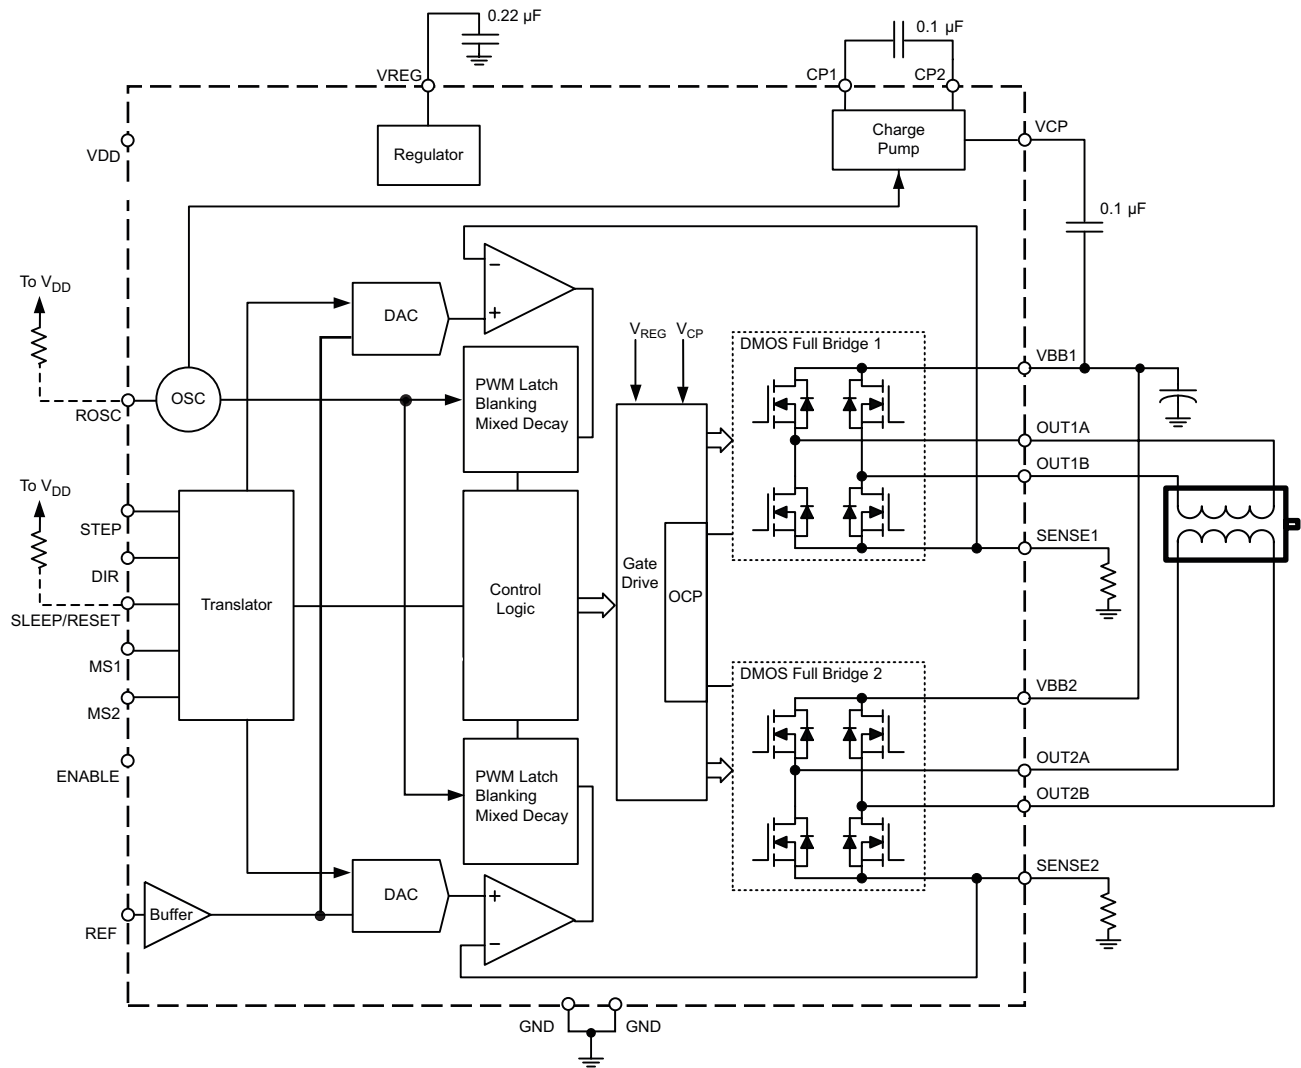 0.22 µF
0.1 µF
VREG
CP1
CP2
Charge
Pump
VCP
VDD
Regulator
0.1 µF
To VDD
DAC
−
+
VREG
VCP
DMOS Full Bridge 1
VBB1
OSC
ROSC
PWM Latch
Blanking
Mixed Decay
OUT1A
OUT1B
To VDD
STEP
DIR
SLEEP/RESET
MS1
MS2
Translator
Control
Logic
Gate
Drive
OCP
SENSE1
DMOS Full Bridge 2
VBB2
ENABLE
PWM Latch
Blanking
Mixed Decay
OUT2A
OUT2B
DAC
+
−
SENSE2
Buffer
REF
GND
GND